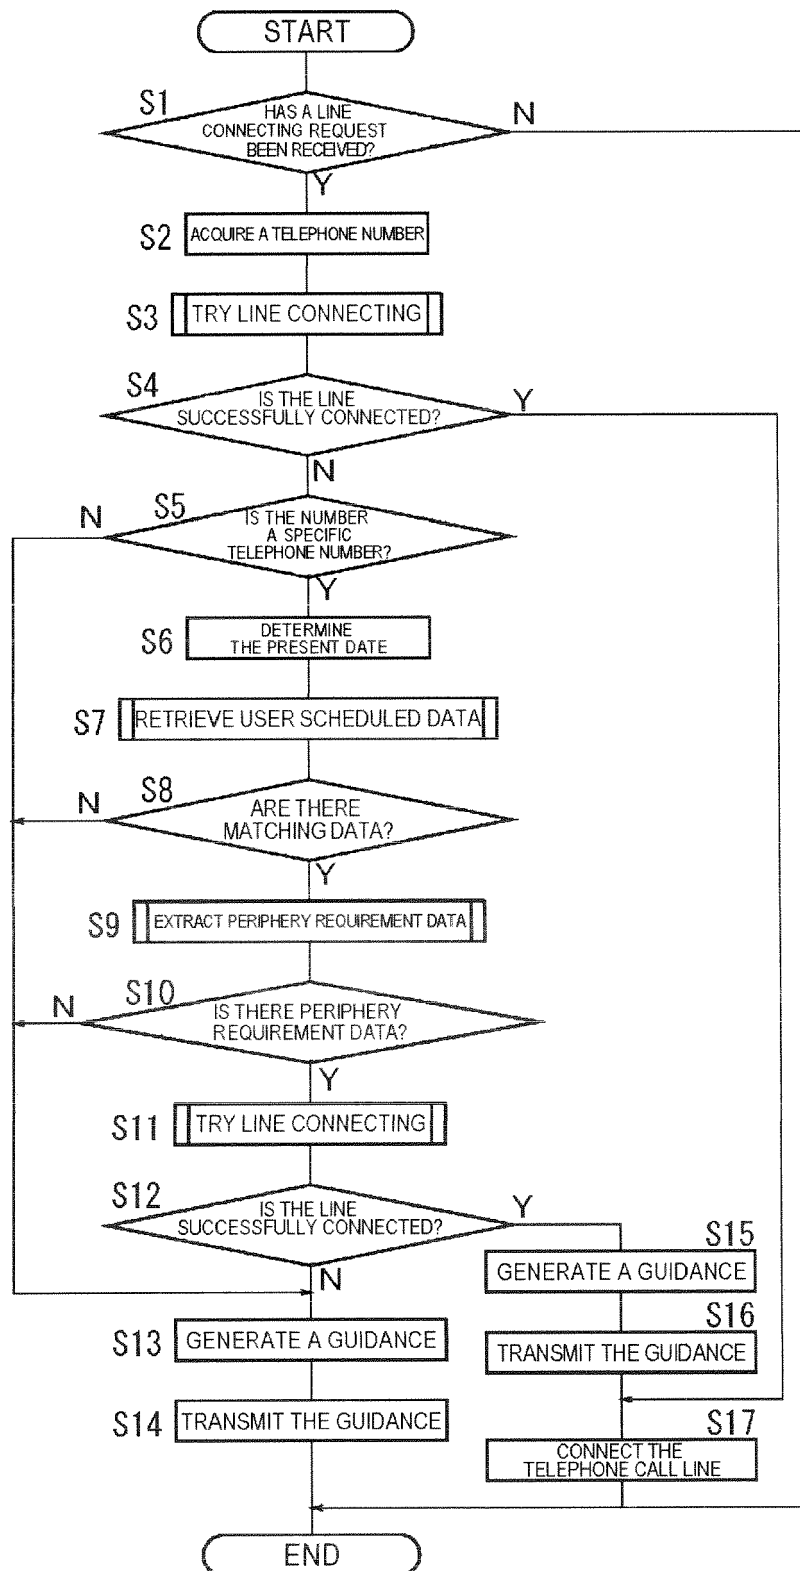 START
S1
HAS A LINE
CONNECTING REQUEST
BEEN RECEIVED?
N
Y
S2
ACQUIRE A TELEPHONE NUMBER
S3
TRY LINE CONNECTING
S4
IS THE LINE
SUCCESSFULLY CONNECTED?
Y
N
S5
IS THE NUMBER
A SPECIFIC
TELEPHONE NUMBER?
N
Y
S6
DETERMINE
THE PRESENT DATE
S7
RETRIEVE USER SCHEDULED DATA
S8
ARE THERE
MATCHING DATA?
N
Y
S9
EXTRACT PERIPHERY REQUIREMENT DATA
S10
IS THERE PERIPHERY
REQUIREMENT DATA?
N
Y
S11
TRY LINE CONNECTING
S12
IS THE LINE
SUCCESSFULLY CONNECTED?
Y
N
S15
GENERATE A GUIDANCE
S13
GENERATE A GUIDANCE
S16
TRANSMIT THE GUIDANCE
S14
TRANSMIT THE GUIDANCE
S17
CONNECT THE
TELEPHONE CALL LINE
END